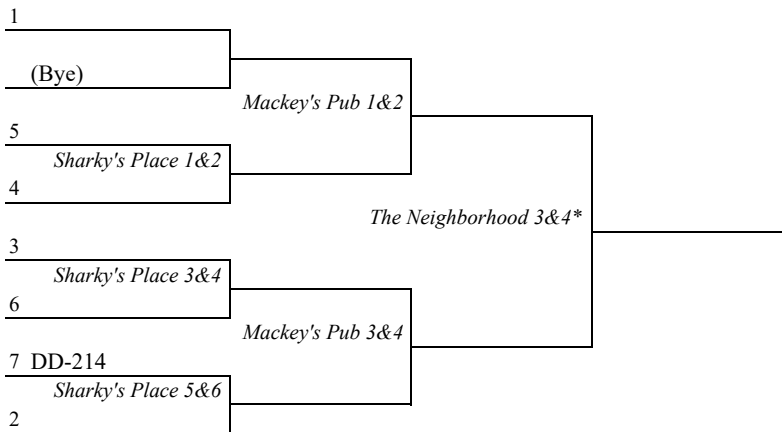 1
(Bye)
Mackey's Pub 1&2
5
Sharky's Place 1&2
4
The Neighborhood 3&4*
3
Sharky's Place 3&4
6
Mackey's Pub 3&4
7 DD-214
Sharky's Place 5&6
2